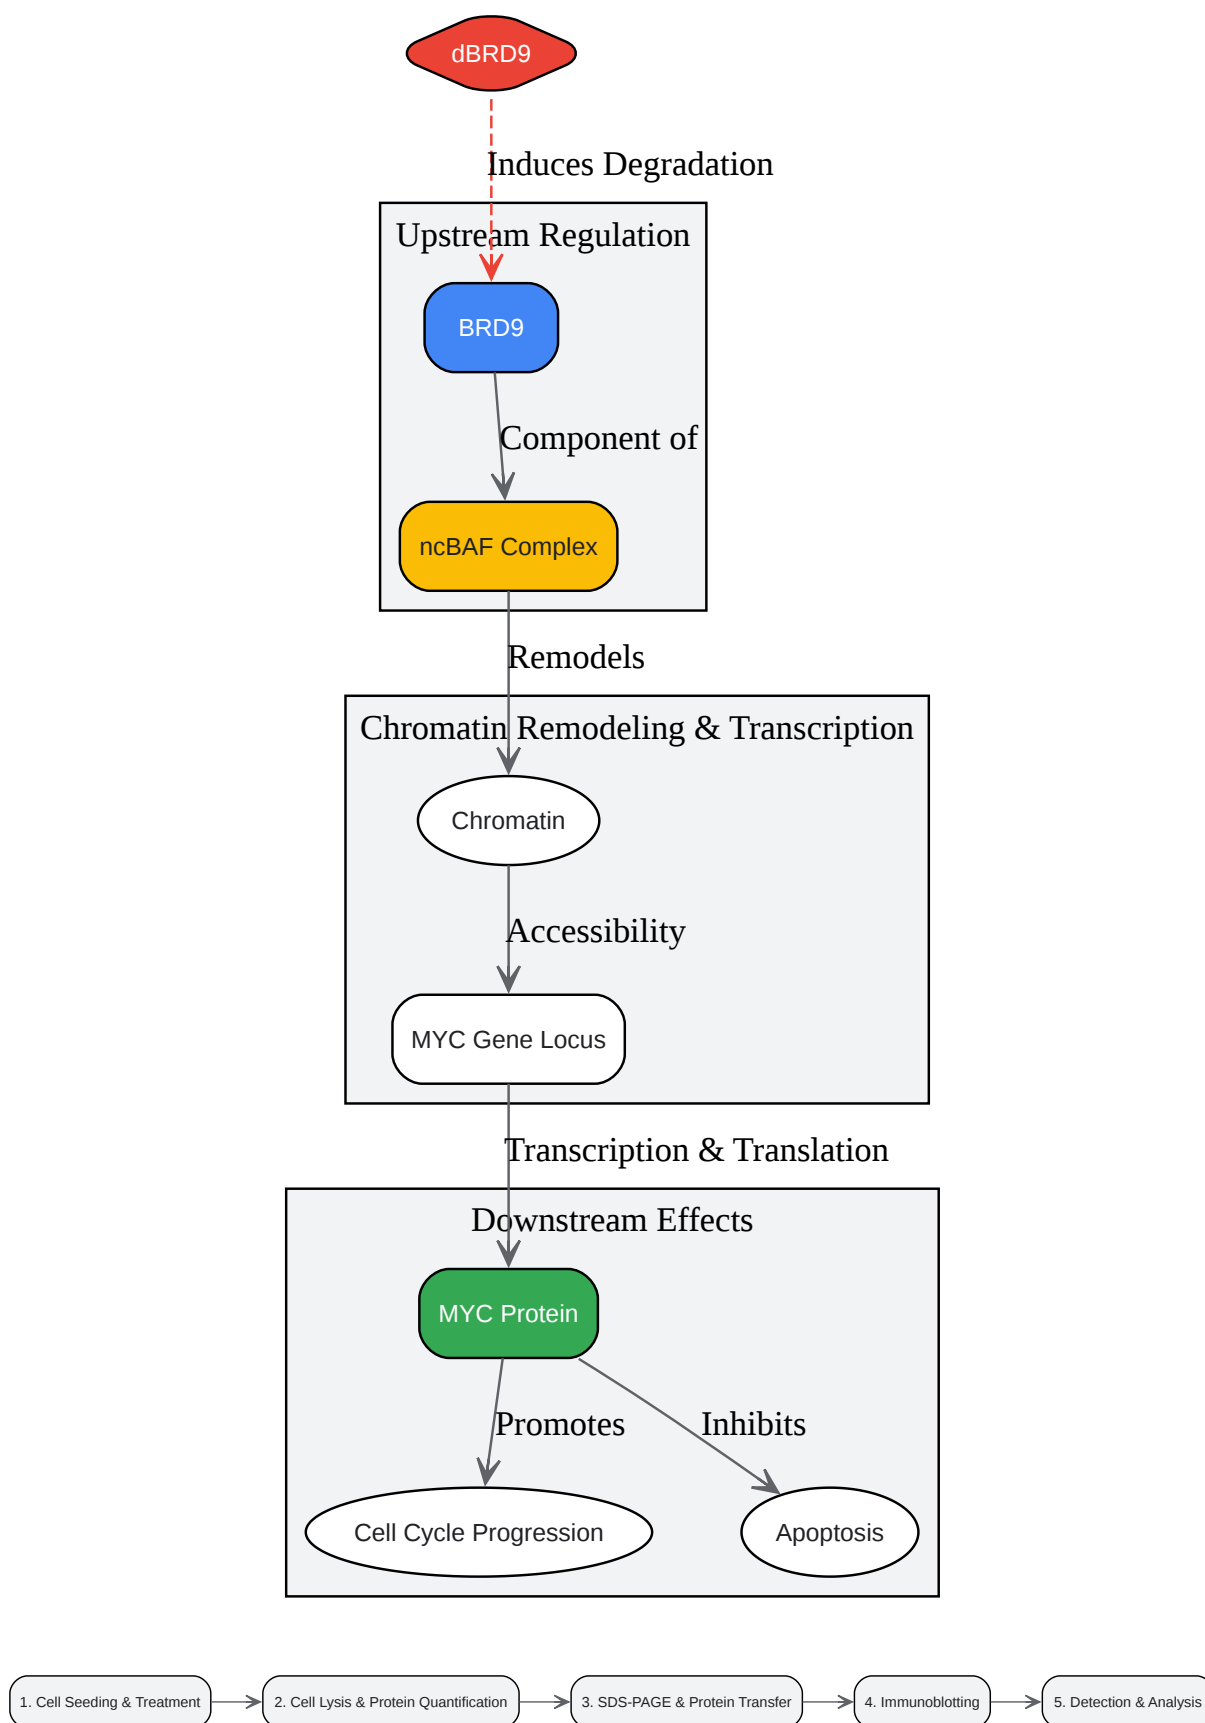 dBRD9
Induces Degradation
Upstream Regulation
BRD9
Component of
ncBAF Complex
Remodels
Chromatin Remodeling & Transcription
Chromatin
Accessibility
MYC Gene Locus
Transcription & Translation
Downstream Effects
MYC Protein
Promotes
Inhibits
Cell Cycle Progression
Apoptosis
1. Cell Seeding & Treatment
2. Cell Lysis & Protein Quantification
3. SDS-PAGE & Protein Transfer
4. Immunoblotting
5. Detection & Analysis